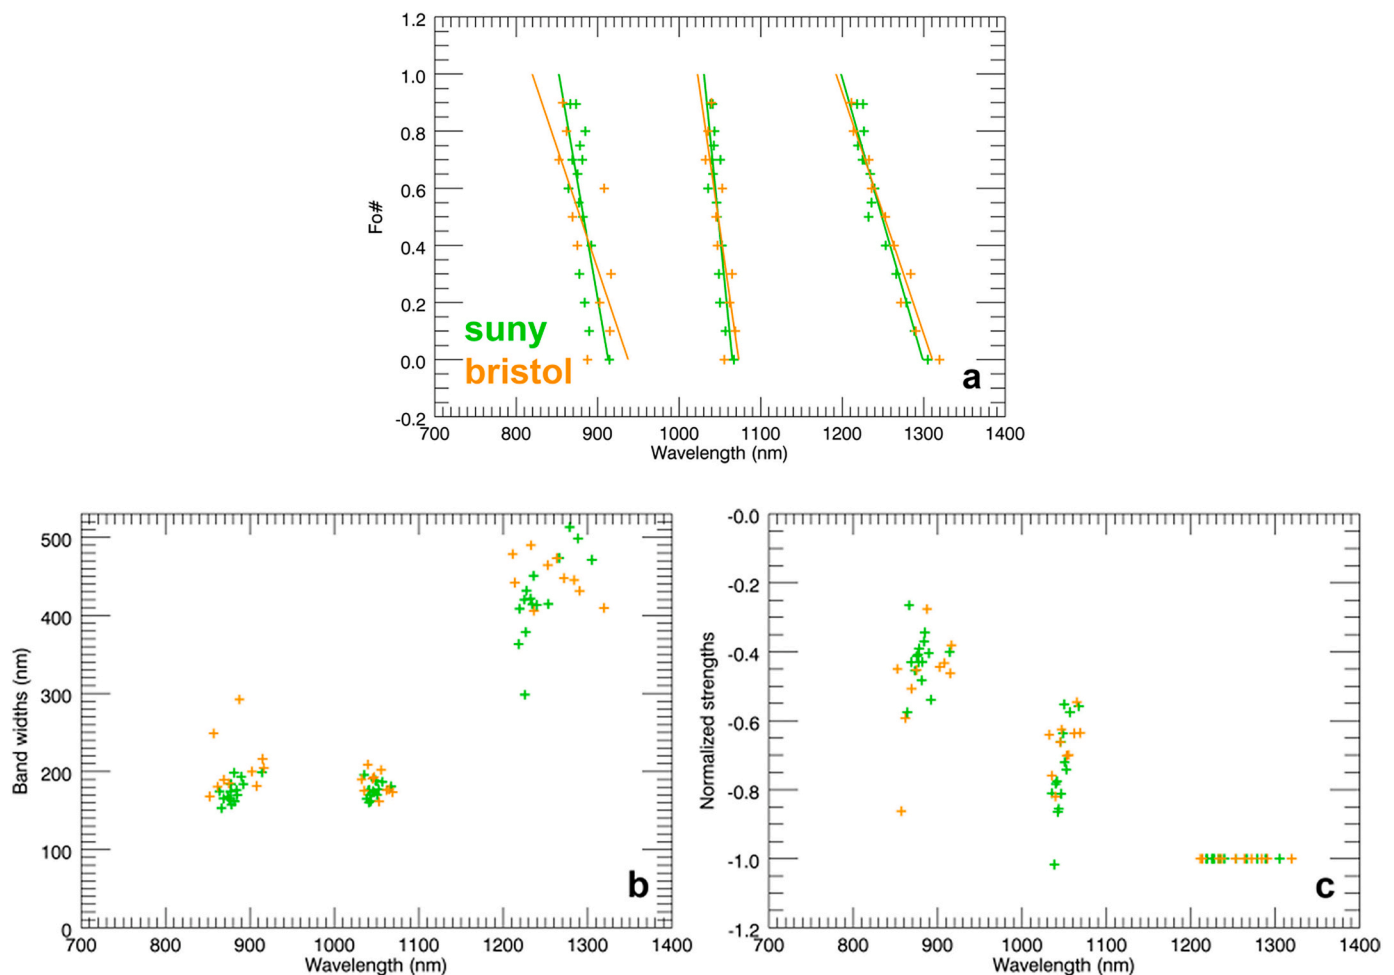 1.2
1.0
0.8
0.6
0.4
0.2
0.0
-0.2
Fo#
suny
bristol
a
700 800 900 1000 1100 1200 1300 1400
Wavelength (nm)
500
400
300
200
100
0
Band widths (nm)
b
700 800 900 1000 1100 1200 1300 1400
Wavelength (nm)
-0.0
-0.2
-0.4
-0.6
-0.8
-1.0
-1.2
Normalized strengths
c
700 800 900 1000 1100 1200 1300 1400
Wavelength (nm)